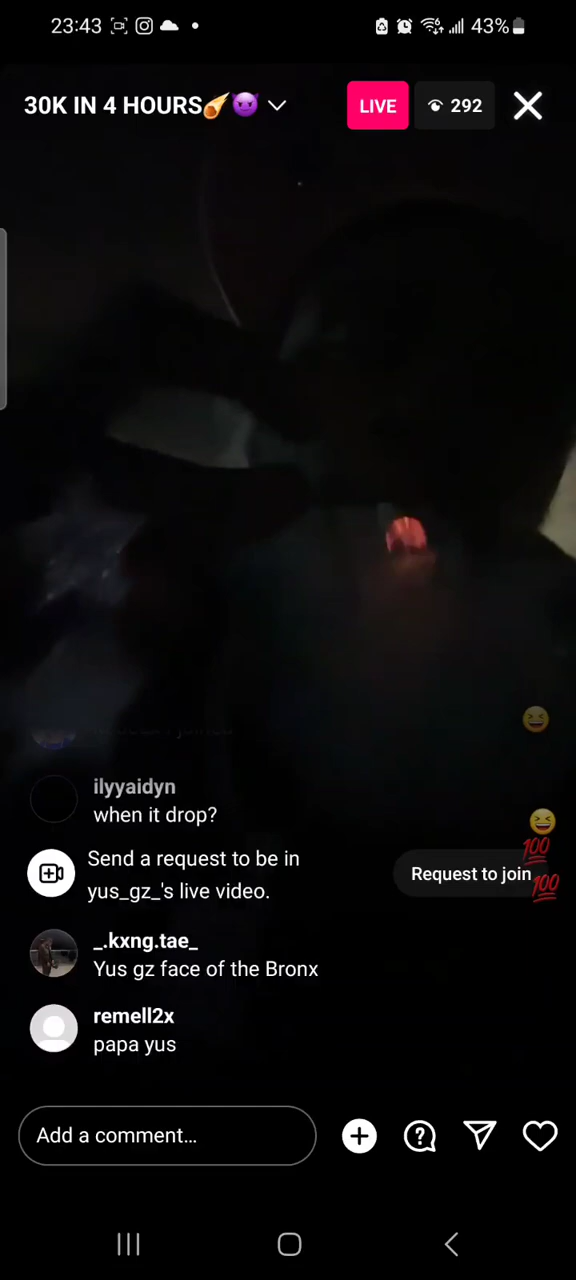 23:43
43%
30K IN 4 HOURS☄️😈
LIVE
292
ilyyaidyn
when it drop?
Send a request to be in
yus_gz_'s live video.
Request to join
💯
💯
_.kxng.tae_
Yus gz face of the Bronx
remell2x
papa yus
Add a comment...